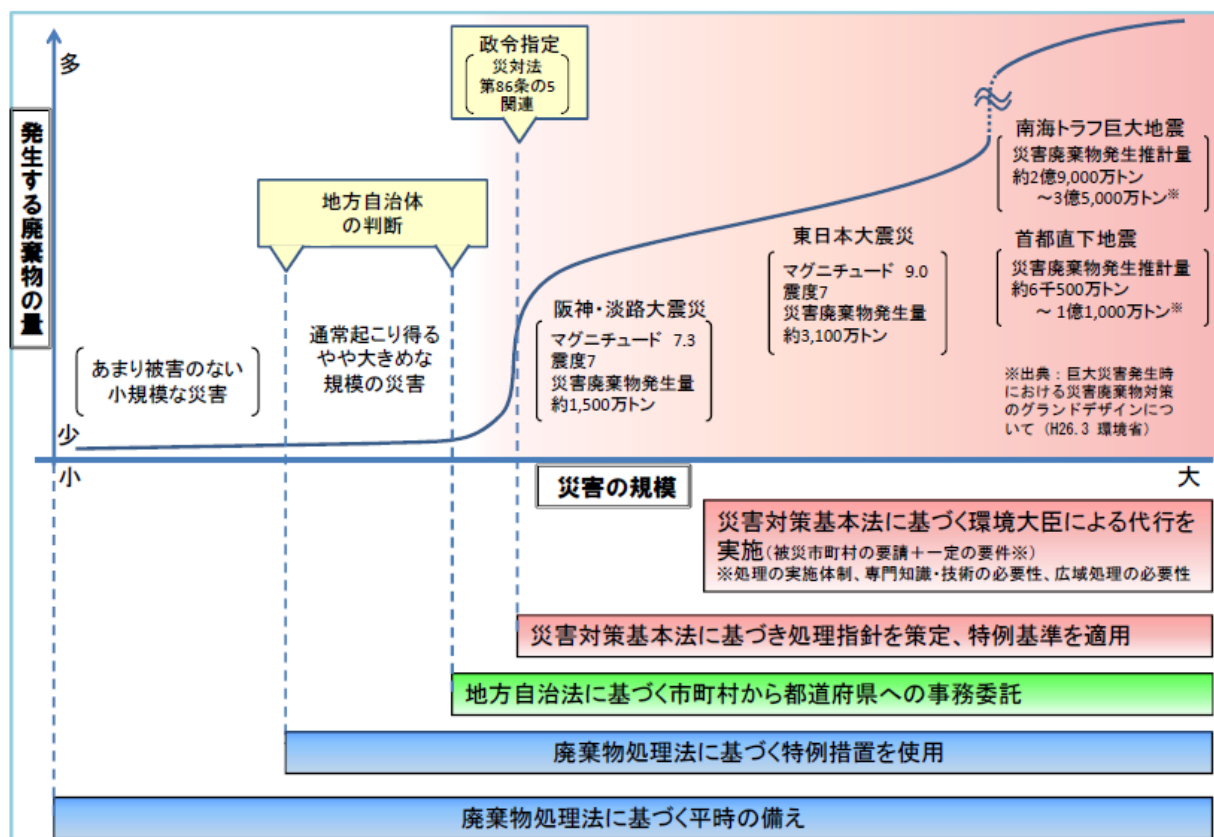 多
発生する廃棄物の量
少
政令指定
災対法
第86条の5
関連
地方自治体
の判断
あまり被害のない
小規模な災害
通常起こり得る
やや大きめな
規模の災害
阪神・淡路大震災
マグニチュード 7.3
震度7
災害廃棄物発生量
約1,500万トン
東日本大震災
マグニチュード 9.0
震度7
災害廃棄物発生量
約3,100万トン
南海トラフ巨大地震
災害廃棄物発生推計量
約2億9,000万トン
～3億5,000万トン※
首都直下地震
災害廃棄物発生推計量
約6千500万トン
～ 1億1,000万トン※
※出典：巨大災害発生時
における災害廃棄物対策
のグランドデザインにつ
いて（H26.3 環境省）
小
災害の規模
大
災害対策基本法に基づく環境大臣による代行を
実施（被災市町村の要請＋一定の要件※）
※処理の実施体制、専門知識・技術の必要性、広域処理の必要性
災害対策基本法に基づき処理指針を策定、特例基準を適用
地方自治法に基づく市町村から都道府県への事務委託
廃棄物処理法に基づく特例措置を使用
廃棄物処理法に基づく平時の備え